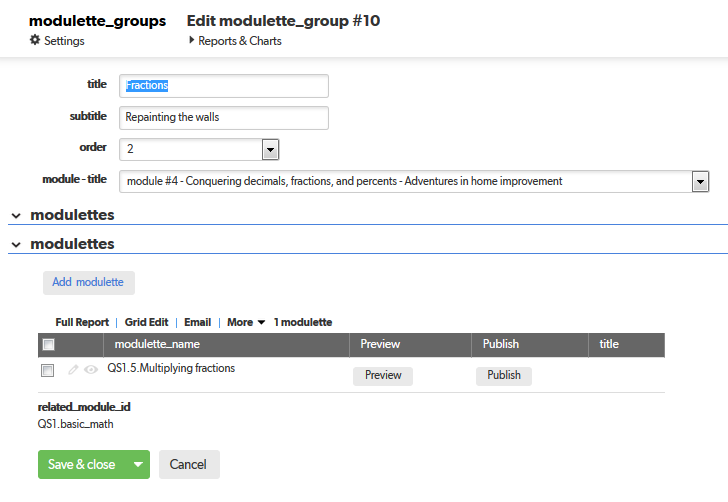 modulette_groups Edit modulette_group #10
Settings Reports & Charts
title Fractions
subtitle Repainting the walls
order 2
module - title module #4 - Conquering decimals, fractions, and percents - Adventures in home improvement
modulettes
modulettes
Add modulette
Full Report | Grid Edit | Email | More 1 modulette
modulette_name Preview Publish title
QS1.5.Multiplying fractions Preview Publish
related_module_id
QS1.basic_math
Save & close Cancel